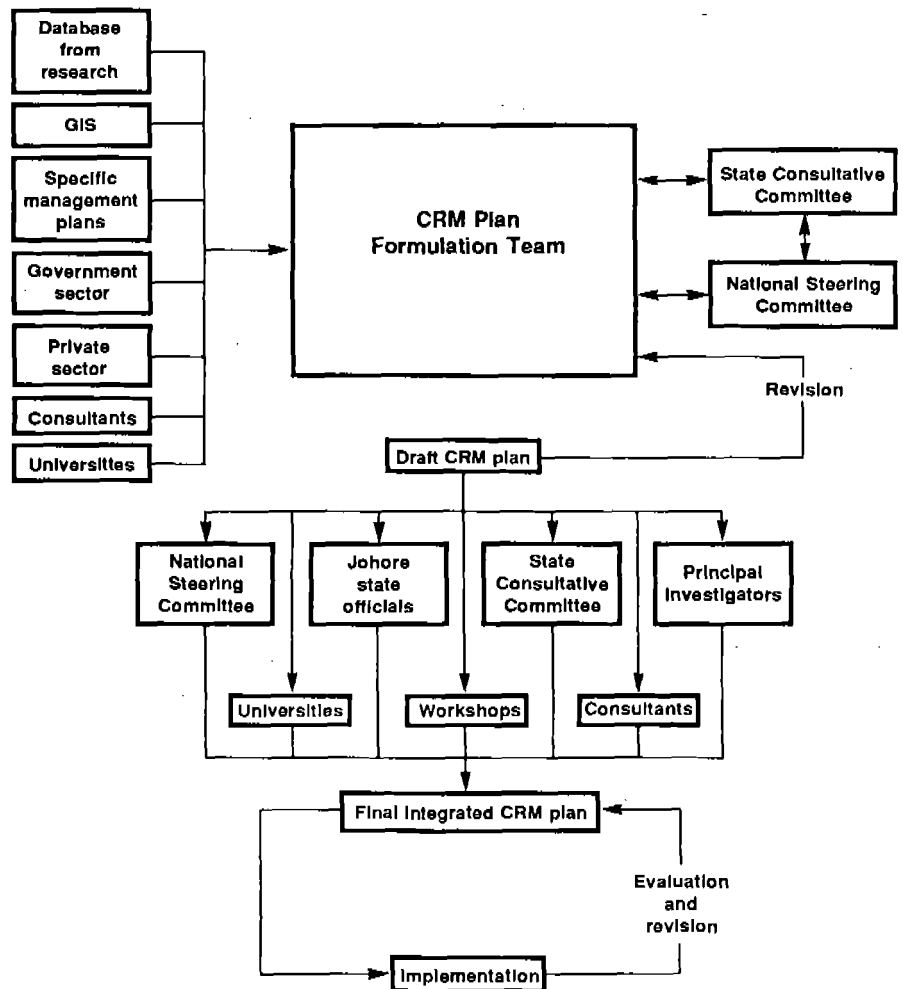 Database
from
research
GIS
Specific
management
plans
Government
sector
Private
sector
Consultants
Universities
CRM Plan
Formulation Team
State Consultative
Committee
National Steering
Committee
Revision
Draft CRM plan
National
Steering
Committee
Johore
state
officials
State
Consultative
Committee
Principal
Investigators
Universities
Workshops
Consultants
Final Integrated CRM plan
Evaluation
and
revision
Implementation